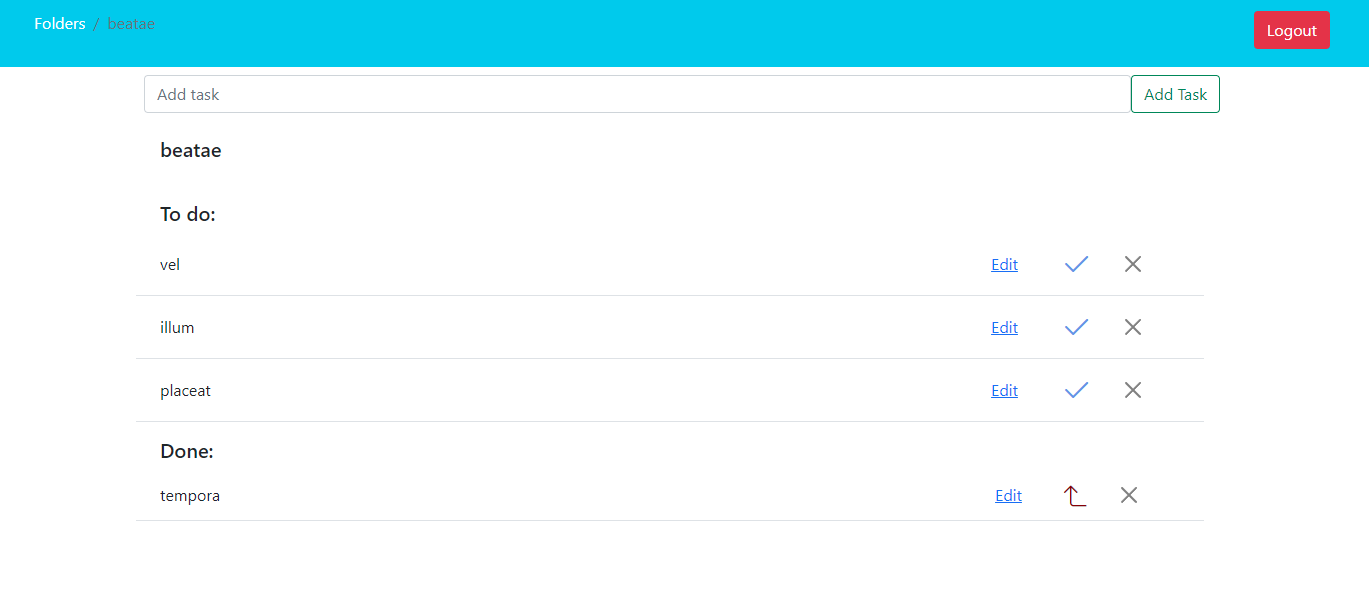 Folders / beatae
Logout
Add task
Add Task
beatae
To do:
vel Edit
illum Edit
placeat Edit
Done:
tempora Edit